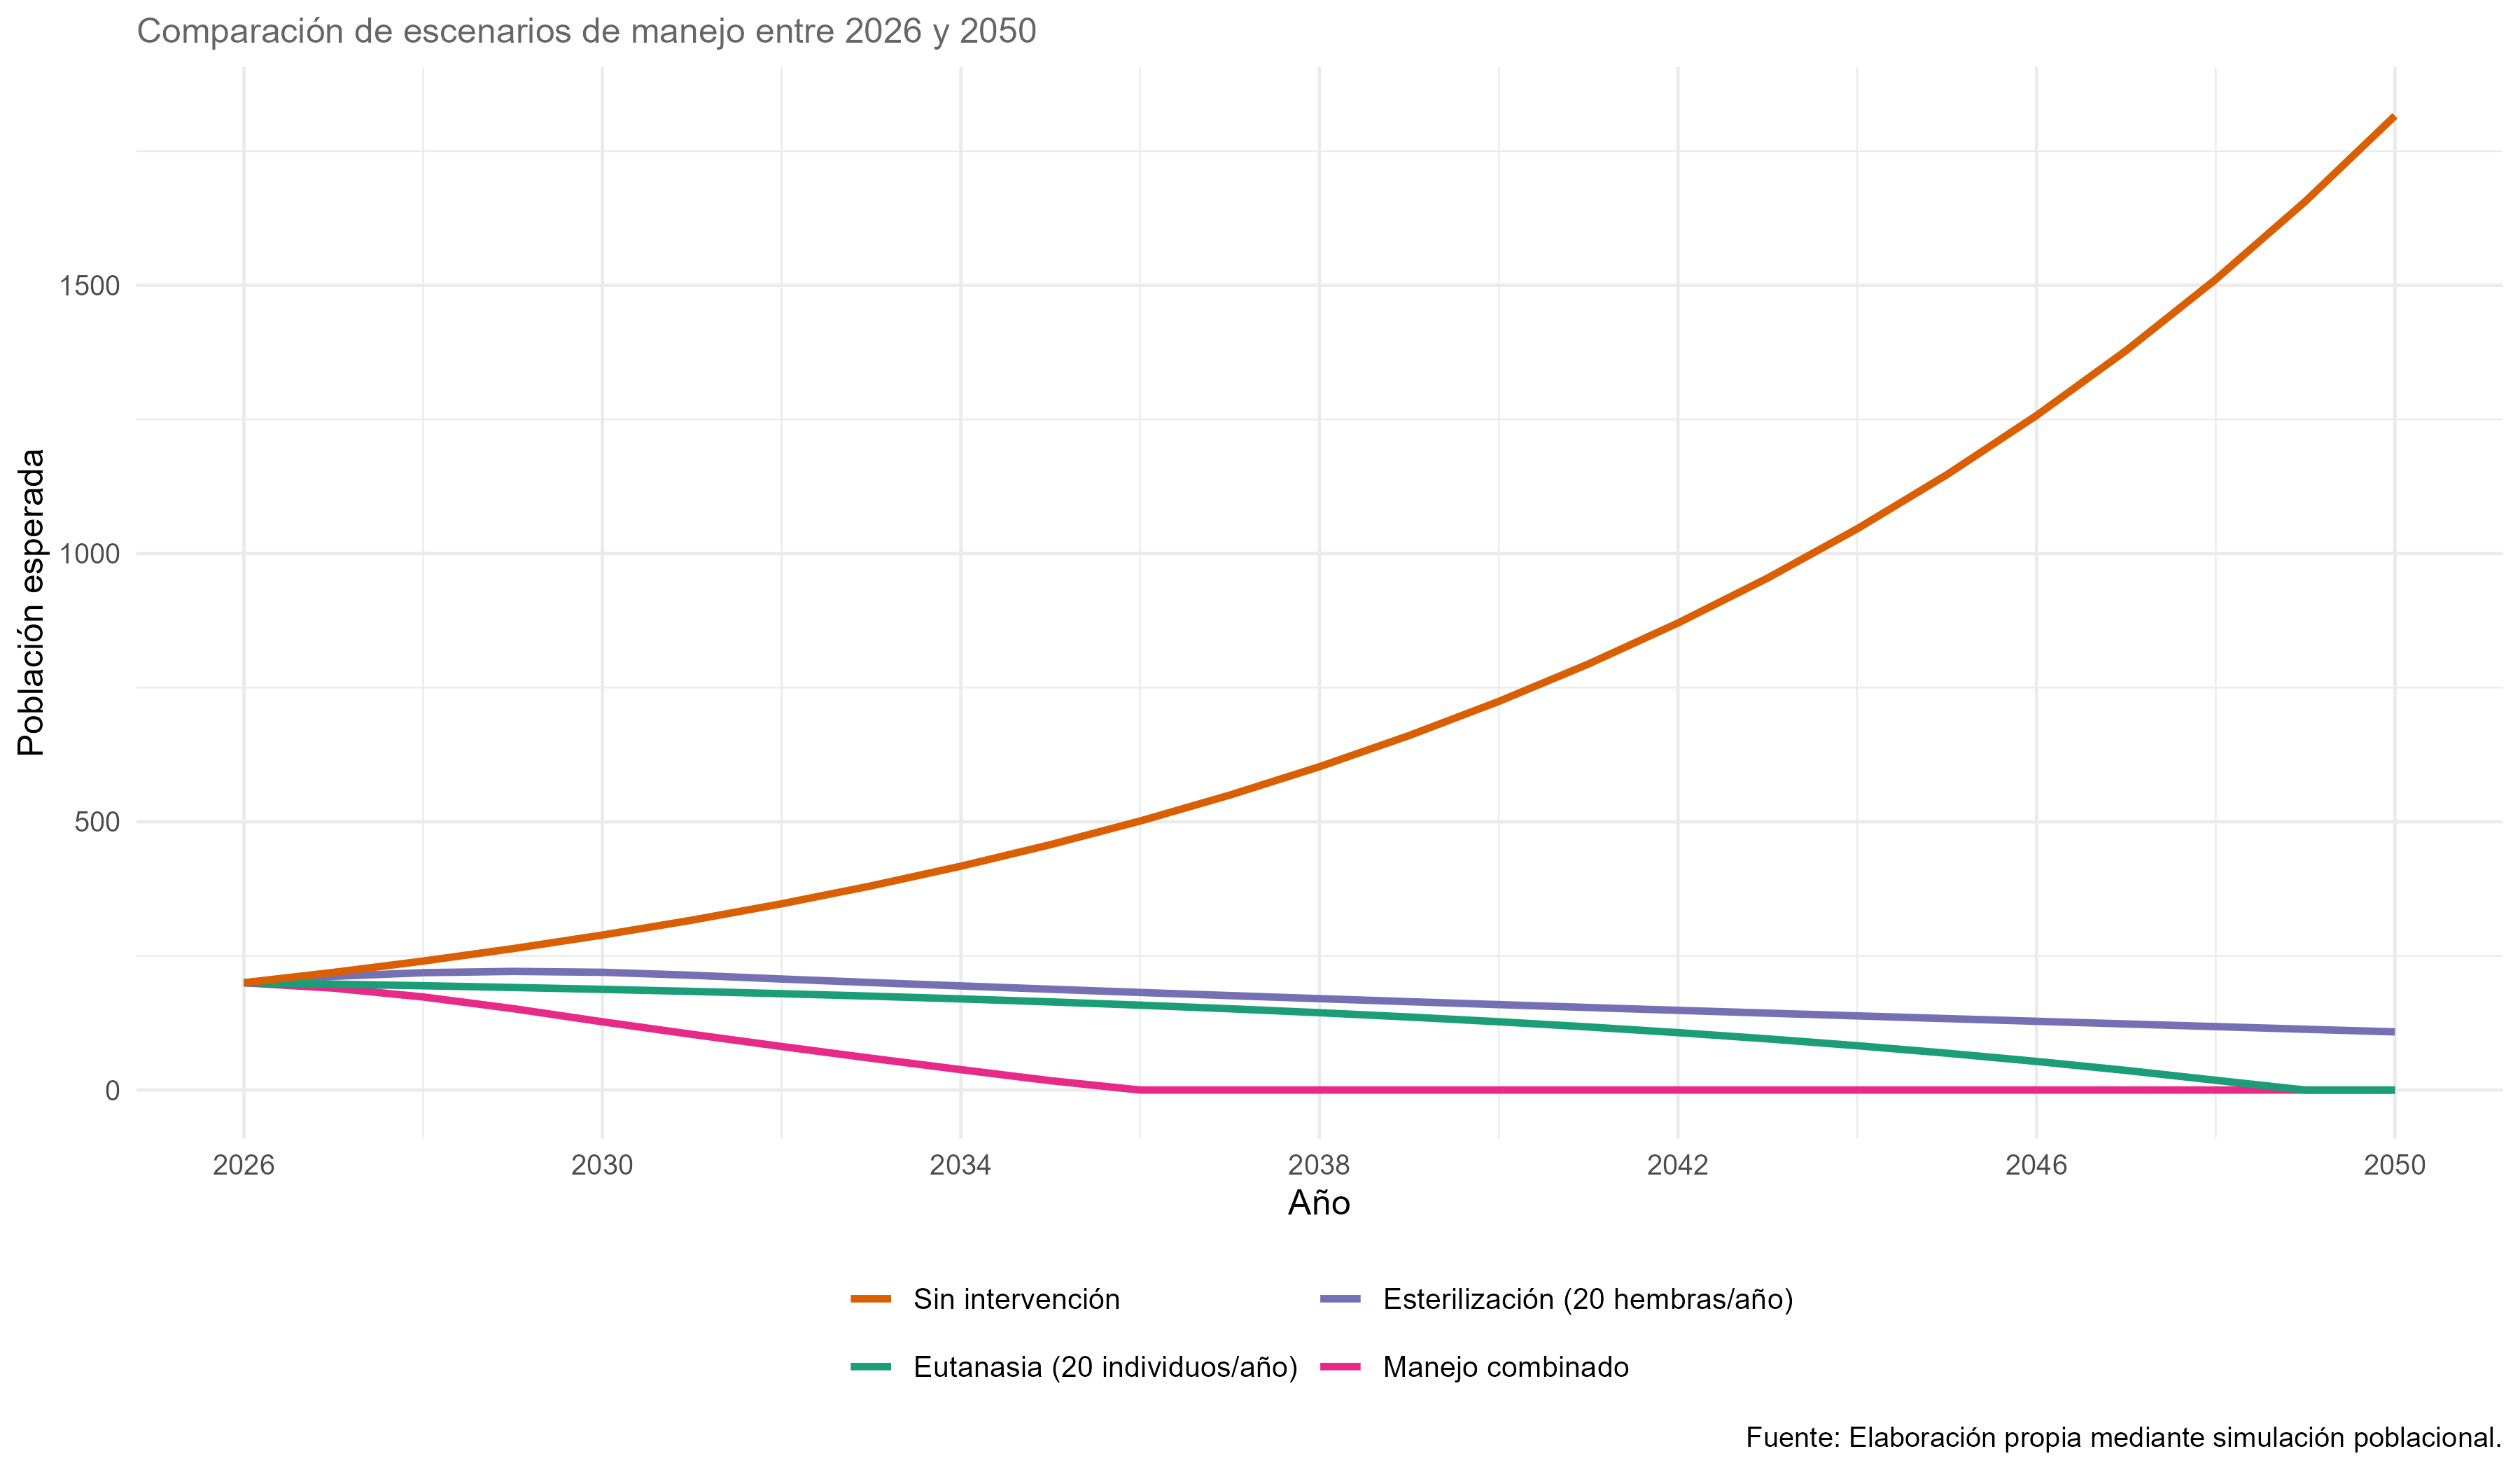 Comparación de escenarios de manejo entre 2026 y 2050
Población esperada
1500
1000
500
0
2026 2030 2034 2038 2042 2046 2050
Año
Sin intervención
Esterilización (20 hembras/año)
Eutanasia (20 individuos/año)
Manejo combinado
Fuente: Elaboración propia mediante simulación poblacional.